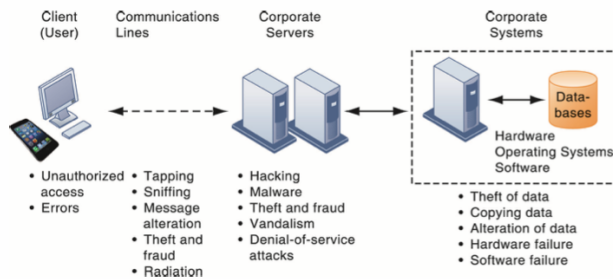 Client
(User)
Communications
Lines
Corporate
Servers
Corporate
Systems
Data-
bases
Hardware
Operating Systems
Software
• Unauthorized
access
• Errors
• Tapping
• Sniffing
• Message
alteration
• Theft and
fraud
• Radiation
• Hacking
• Malware
• Theft and fraud
• Vandalism
• Denial-of-service
attacks
• Theft of data
• Copying data
• Alteration of data
• Hardware failure
• Software failure